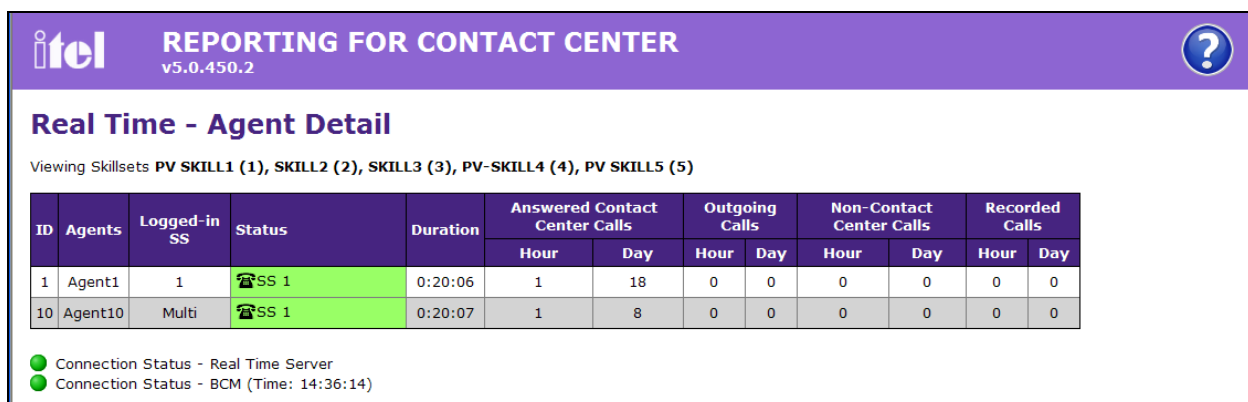 itel
REPORTING FOR CONTACT CENTER
v5.0.450.2
?
Real Time - Agent Detail
Viewing Skillsets PV SKILL1 (1), SKILL2 (2), SKILL3 (3), PV-SKILL4 (4), PV SKILL5 (5)
ID Agents Logged-in SS Status Duration Answered Contact Center Calls Outgoing Calls Non-Contact Center Calls Recorded Calls
Hour Day Hour Day Hour Day Hour Day
1 Agent1 1 ☎SS 1 0:20:06 1 18 0 0 0 0 0 0
10 Agent10 Multi ☎SS 1 0:20:07 1 8 0 0 0 0 0 0
Connection Status - Real Time Server
Connection Status - BCM (Time: 14:36:14)